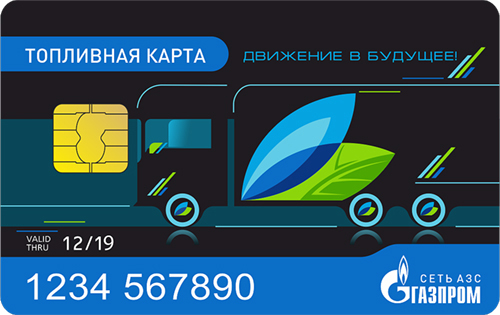 ТОПЛИВНАЯ КАРТА
ДВИЖЕНИЕ В БУДУЩЕЕ!
VALID
THRU
12/19
1234 567890
СЕТЬ АЗС
ГАЗПРОМ